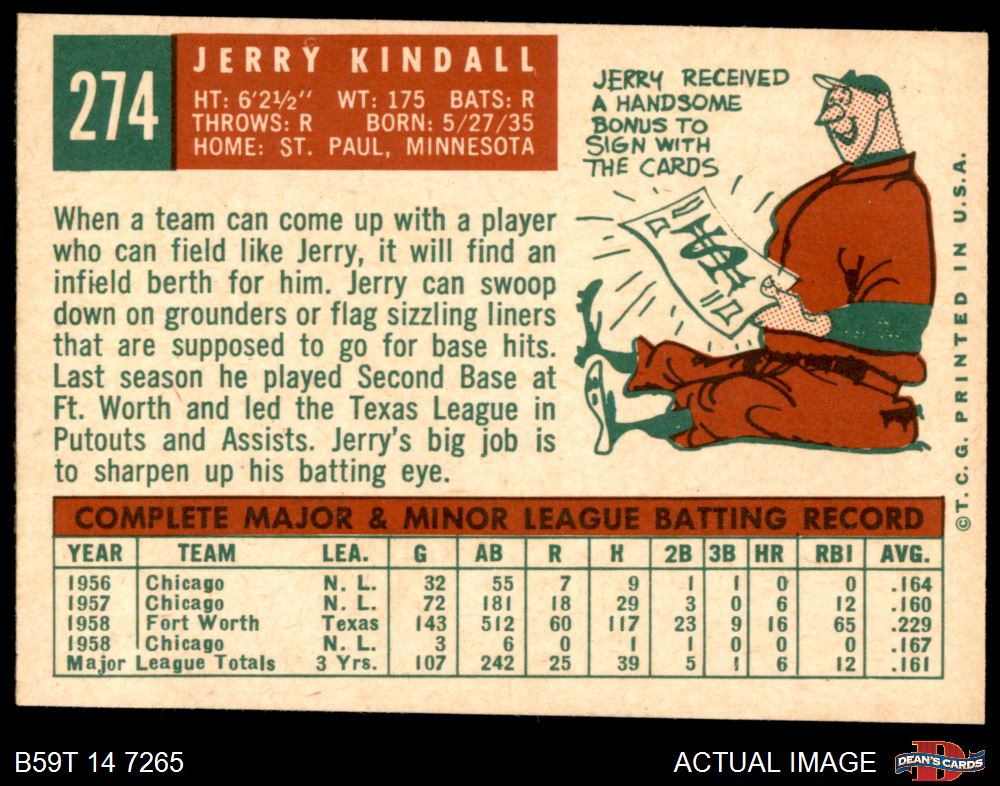 274
JERRY KINDALL
HT: 6'2½" WT: 175 BATS: R
THROWS: R BORN: 5/27/35
HOME: ST. PAUL, MINNESOTA
JERRY RECEIVED
A HANDSOME
BONUS TO
SIGN WITH
THE CARDS
When a team can come up with a player
who can field like Jerry, it will find an
infield berth for him. Jerry can swoop
down on grounders or flag sizzling liners
that are supposed to go for base hits.
Last season he played Second Base at
Ft. Worth and led the Texas League in
Putouts and Assists. Jerry's big job is
to sharpen up his batting eye.
©T. C. G. PRINTED IN U.S.A.
COMPLETE MAJOR & MINOR LEAGUE BATTING RECORD
YEAR TEAM LEA. G AB R H 2B 3B HR RBI AVG.
1956 Chicago N. L. 32 55 7 9 1 1 0 0 .164
1957 Chicago N. L. 72 181 18 29 3 0 6 12 .160
1958 Fort Worth Texas 143 512 60 117 23 9 16 65 .229
1958 Chicago N. L. 3 6 0 1 1 0 0 0 .167
Major League Totals 3 Yrs. 107 242 25 39 5 1 6 12 .161
B59T 14 7265
ACTUAL IMAGE
DEAN'S CARDS